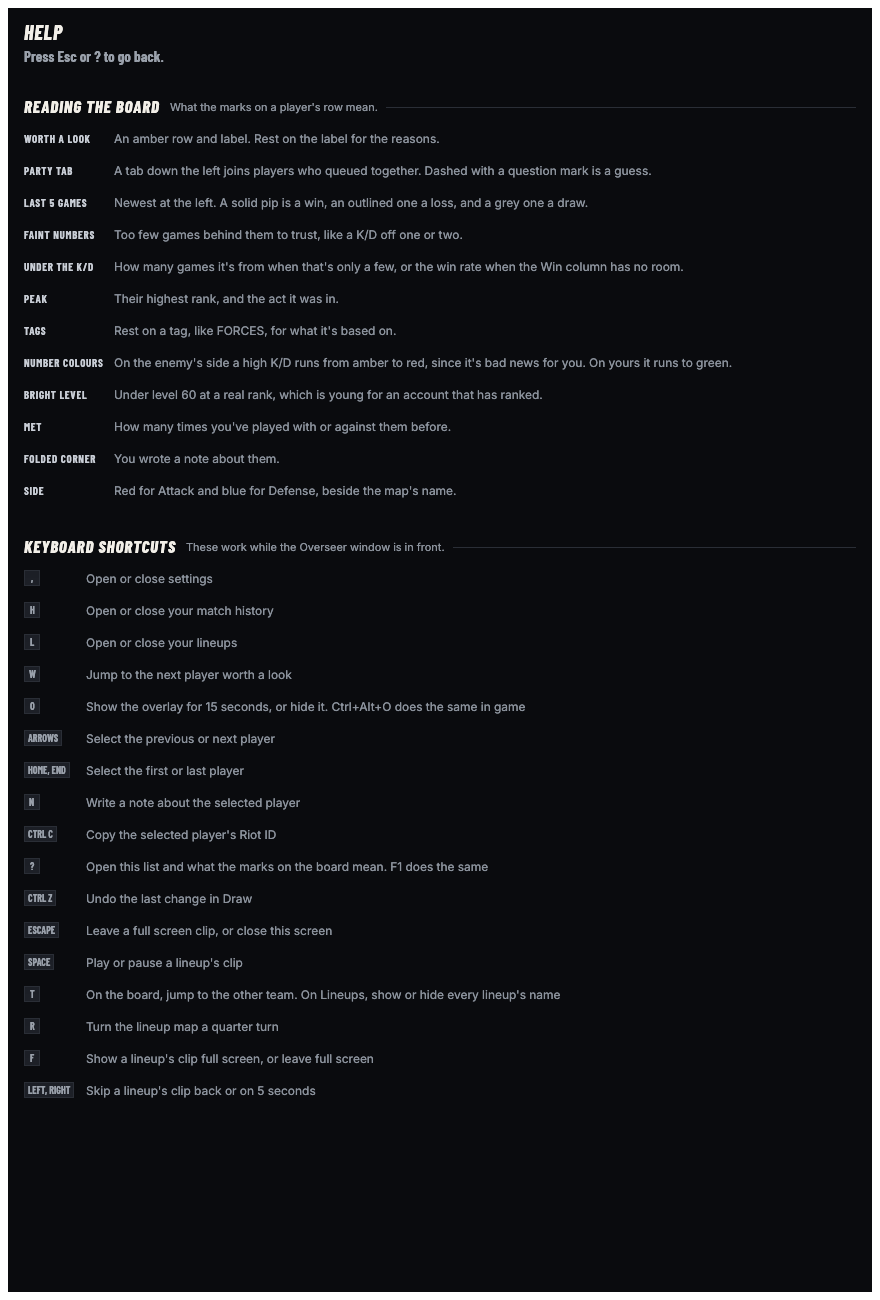 HELP
Press Esc or ? to go back.
READING THE BOARD What the marks on a player's row mean.
WORTH A LOOK An amber row and label. Rest on the label for the reasons.
PARTY TAB A tab down the left joins players who queued together. Dashed with a question mark is a guess.
LAST 5 GAMES Newest at the left. A solid pip is a win, an outlined one a loss, and a grey one a draw.
FAINT NUMBERS Too few games behind them to trust, like a K/D off one or two.
UNDER THE K/D How many games it's from when that's only a few, or the win rate when the Win column has no room.
PEAK Their highest rank, and the act it was in.
TAGS Rest on a tag, like FORCES, for what it's based on.
NUMBER COLOURS On the enemy's side a high K/D runs from amber to red, since it's bad news for you. On yours it runs to green.
BRIGHT LEVEL Under level 60 at a real rank, which is young for an account that has ranked.
MET How many times you've played with or against them before.
FOLDED CORNER You wrote a note about them.
SIDE Red for Attack and blue for Defense, beside the map's name.
KEYBOARD SHORTCUTS These work while the Overseer window is in front.
, Open or close settings
H Open or close your match history
L Open or close your lineups
W Jump to the next player worth a look
O Show the overlay for 15 seconds, or hide it. Ctrl+Alt+O does the same in game
ARROWS Select the previous or next player
HOME, END Select the first or last player
N Write a note about the selected player
CTRL C Copy the selected player's Riot ID
? Open this list and what the marks on the board mean. F1 does the same
CTRL Z Undo the last change in Draw
ESCAPE Leave a full screen clip, or close this screen
SPACE Play or pause a lineup's clip
T On the board, jump to the other team. On Lineups, show or hide every lineup's name
R Turn the lineup map a quarter turn
F Show a lineup's clip full screen, or leave full screen
LEFT, RIGHT Skip a lineup's clip back or on 5 seconds